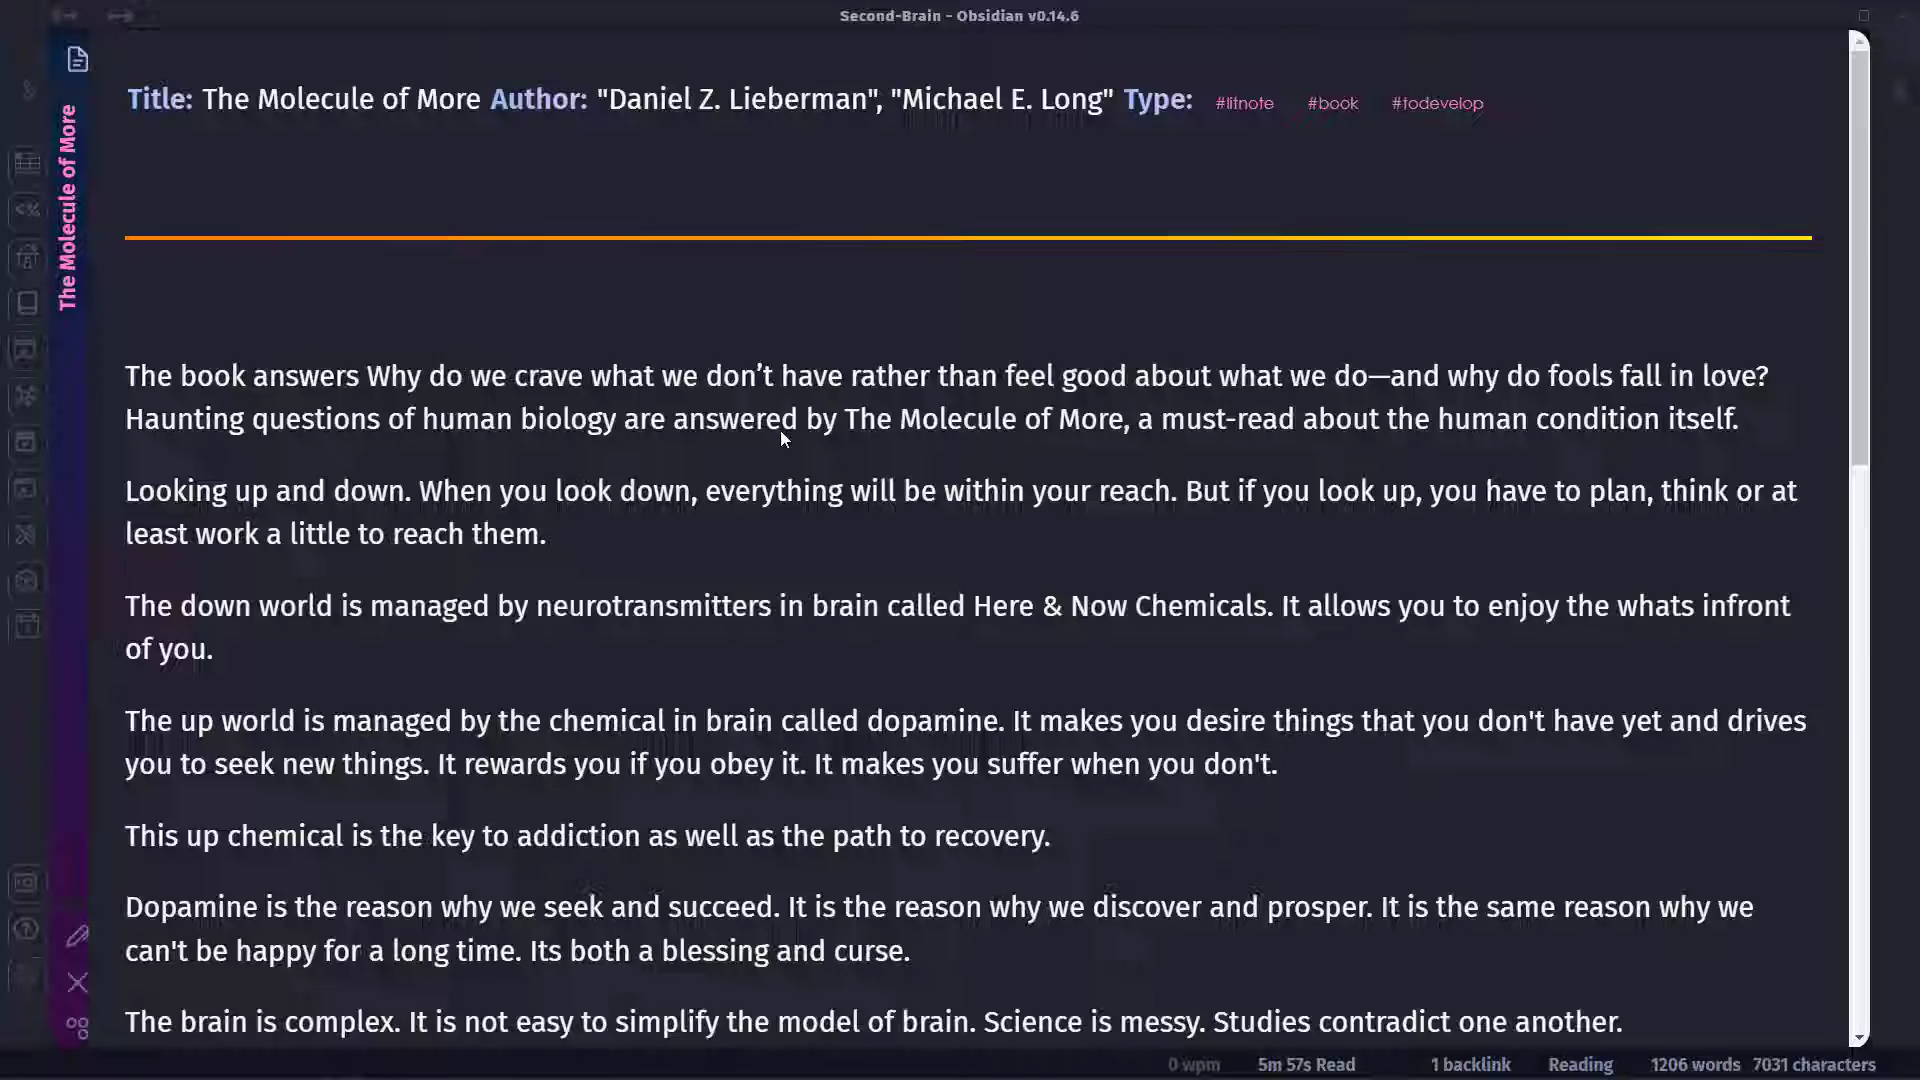 Second-Brain - Obsidian v0.14.6
The Molecule of More
Title: The Molecule of More Author: "Daniel Z. Lieberman", "Michael E. Long" Type: #litnote #book #todevelop
The book answers Why do we crave what we don’t have rather than feel good about what we do—and why do fools fall in love?
Haunting questions of human biology are answered by The Molecule of More, a must-read about the human condition itself.
Looking up and down. When you look down, everything will be within your reach. But if you look up, you have to plan, think or at
least work a little to reach them.
The down world is managed by neurotransmitters in brain called Here & Now Chemicals. It allows you to enjoy the whats infront
of you.
The up world is managed by the chemical in brain called dopamine. It makes you desire things that you don't have yet and drives
you to seek new things. It rewards you if you obey it. It makes you suffer when you don't.
This up chemical is the key to addiction as well as the path to recovery.
Dopamine is the reason why we seek and succeed. It is the reason why we discover and prosper. It is the same reason why we
can't be happy for a long time. Its both a blessing and curse.
The brain is complex. It is not easy to simplify the model of brain. Science is messy. Studies contradict one another.
0 wpm 5m 57s Read 1 backlink Reading 1206 words 7031 characters